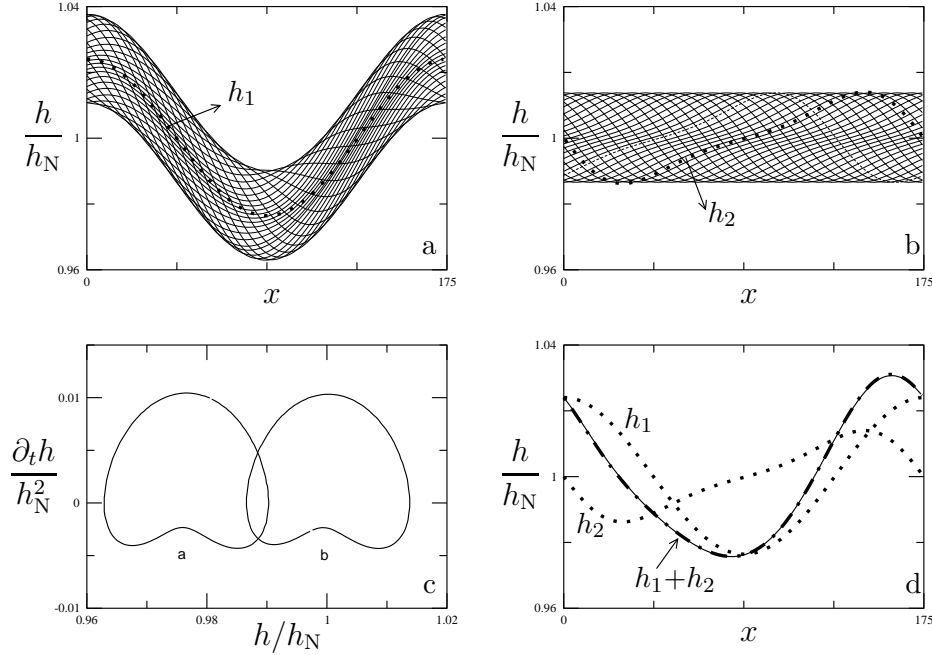 1.04
h
h_N
1
h_1
0.96
0
x
175
a
1.04
h
h_N
1
h_2
0.96
0
x
175
b
0.01
∂_t h
h_N^2
0
a
b
-0.01
0.96
0.98
1
1.02
h/h_N
c
1.04
h
h_N
1
h_1
h_2
h_1+h_2
0.96
0
x
175
d